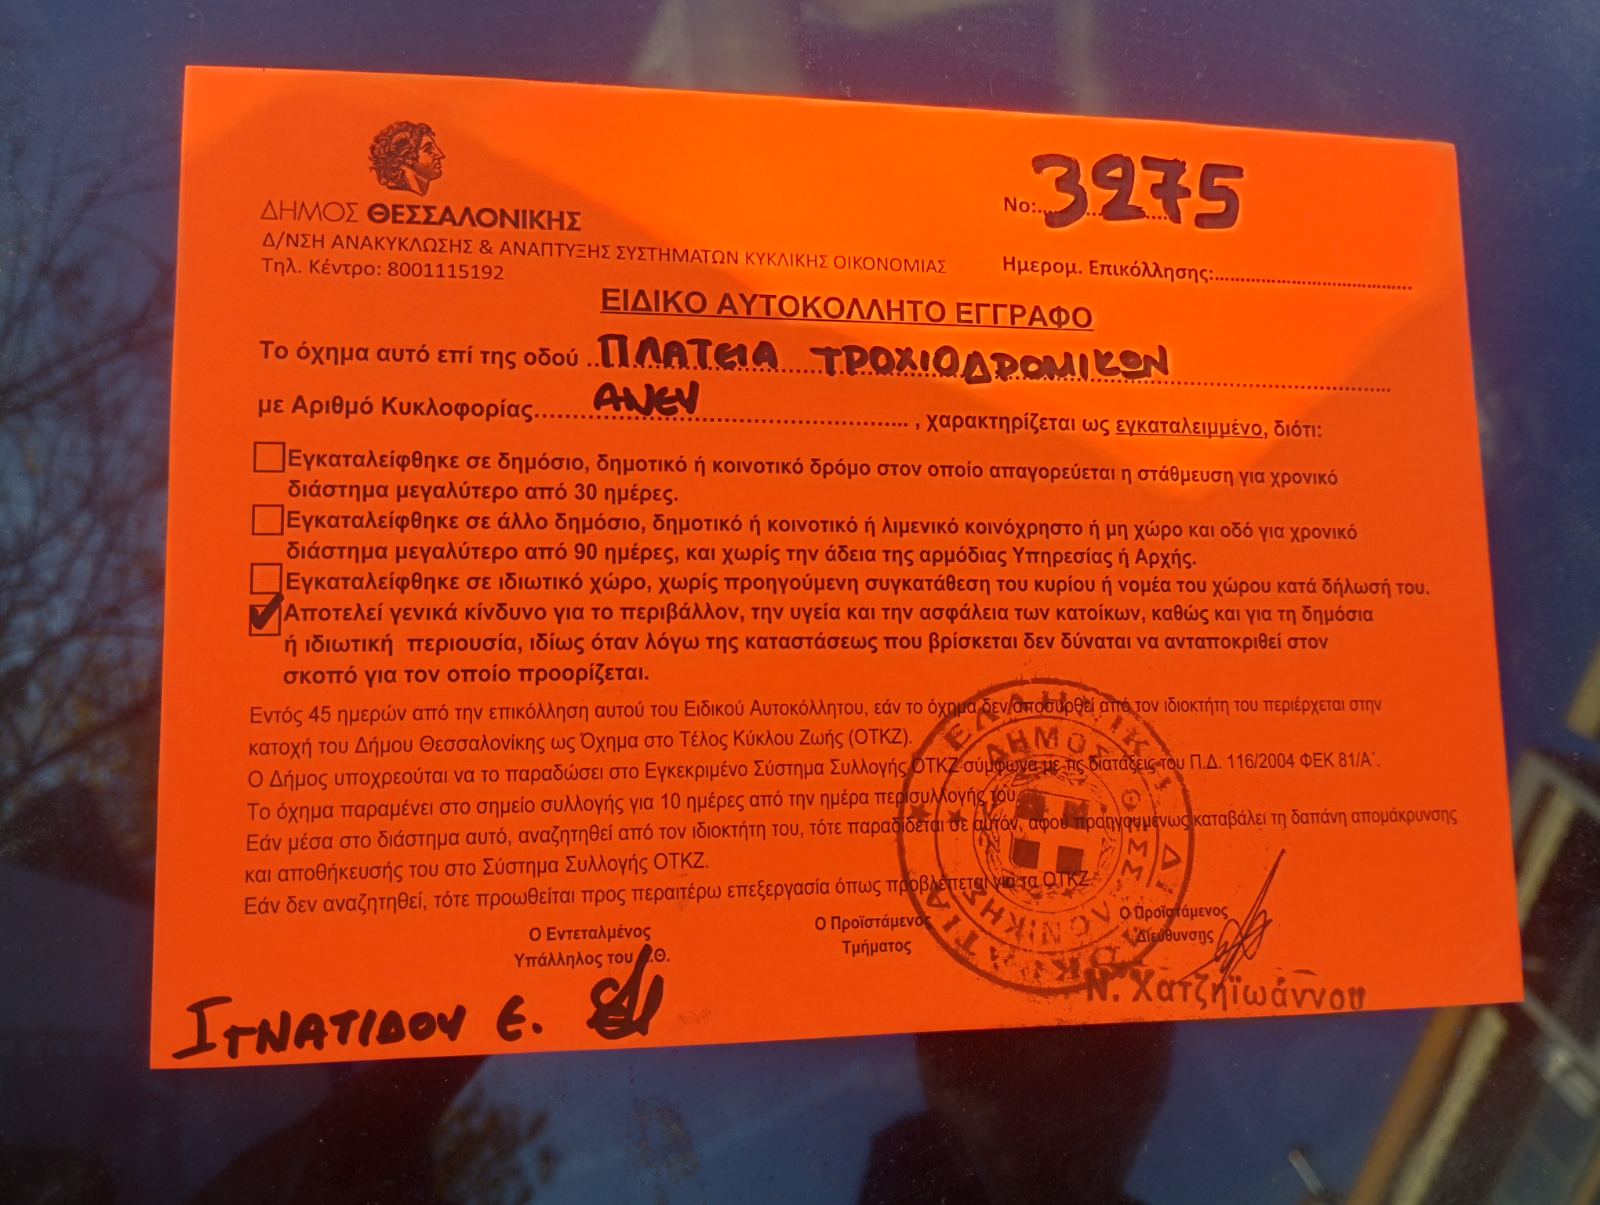 ΔΗΜΟΣ ΘΕΣΣΑΛΟΝΙΚΗΣ
Δ/ΝΣΗ ΑΝΑΚΥΚΛΩΣΗΣ & ΑΝΑΠΤΥΞΗΣ ΣΥΣΤΗΜΑΤΩΝ ΚΥΚΛΙΚΗΣ ΟΙΚΟΝΟΜΙΑΣ
Τηλ. Κέντρο: 8001115192
Νο: 3275
Ημερομ. Επικόλλησης:
ΕΙΔΙΚΟ ΑΥΤΟΚΟΛΛΗΤΟ ΕΓΓΡΑΦΟ
Το όχημα αυτό επί της οδού ΠΛΑΤΕΙΑ ΤΡΟΧΙΟΔΡΟΜΙΚΩΝ
με Αριθμό Κυκλοφορίας ΑΝΕΥ , χαρακτηρίζεται ως εγκαταλειμμένο, διότι:
Εγκαταλείφθηκε σε δημόσιο, δημοτικό ή κοινοτικό δρόμο στον οποίο απαγορεύεται η στάθμευση για χρονικό
διάστημα μεγαλύτερο από 30 ημέρες.
Εγκαταλείφθηκε σε άλλο δημόσιο, δημοτικό ή κοινοτικό ή λιμενικό κοινόχρηστο ή μη χώρο και οδό για χρονικό
διάστημα μεγαλύτερο από 90 ημέρες, και χωρίς την άδεια της αρμόδιας Υπηρεσίας ή Αρχής.
Εγκαταλείφθηκε σε ιδιωτικό χώρο, χωρίς προηγούμενη συγκατάθεση του κυρίου ή νομέα του χώρου κατά δήλωσή του.
Αποτελεί γενικά κίνδυνο για το περιβάλλον, την υγεία και την ασφάλεια των κατοίκων, καθώς και για τη δημόσια
ή ιδιωτική περιουσία, ιδίως όταν λόγω της καταστάσεως που βρίσκεται δεν δύναται να ανταποκριθεί στον
σκοπό για τον οποίο προορίζεται.
Εντός 45 ημερών από την επικόλληση αυτού του Ειδικού Αυτοκόλλητου, εάν το όχημα δεν αποσυρθεί από τον ιδιοκτήτη του περιέρχεται στην
κατοχή του Δήμου Θεσσαλονίκης ως Όχημα στο Τέλος Κύκλου Ζωής (ΟΤΚΖ).
Ο Δήμος υποχρεούται να το παραδώσει στο Εγκεκριμένο Σύστημα Συλλογής ΟΤΚΖ σύμφωνα με τις διατάξεις του Π.Δ. 116/2004 ΦΕΚ 81/Α΄.
Το όχημα παραμένει στο σημείο συλλογής για 10 ημέρες από την ημέρα περισυλλογής του.
Εάν μέσα στο διάστημα αυτό, αναζητηθεί από τον ιδιοκτήτη του, τότε παραδίδεται σε αυτόν, αφού προηγουμένως καταβάλει τη δαπάνη απομάκρυνσης
και αποθήκευσής του στο Σύστημα Συλλογής ΟΤΚΖ.
Εάν δεν αναζητηθεί, τότε προωθείται προς περαιτέρω επεξεργασία όπως προβλέπεται για τα ΟΤΚΖ.
ΕΛΛΗΝΙΚΗ ΔΗΜΟΚΡΑΤΙΑ
ΔΗΜΟΣ ΘΕΣΣΑΛΟΝΙΚΗΣ
Ο Εντεταλμένος
Υπάλληλος του Δ.Θ.
Ο Προϊστάμενος
Τμήματος
Ο Προϊστάμενος
Διεύθυνσης
Ν. Χατζηϊωάννου
ΙΓΝΑΤΙΔΟΥ Ε.